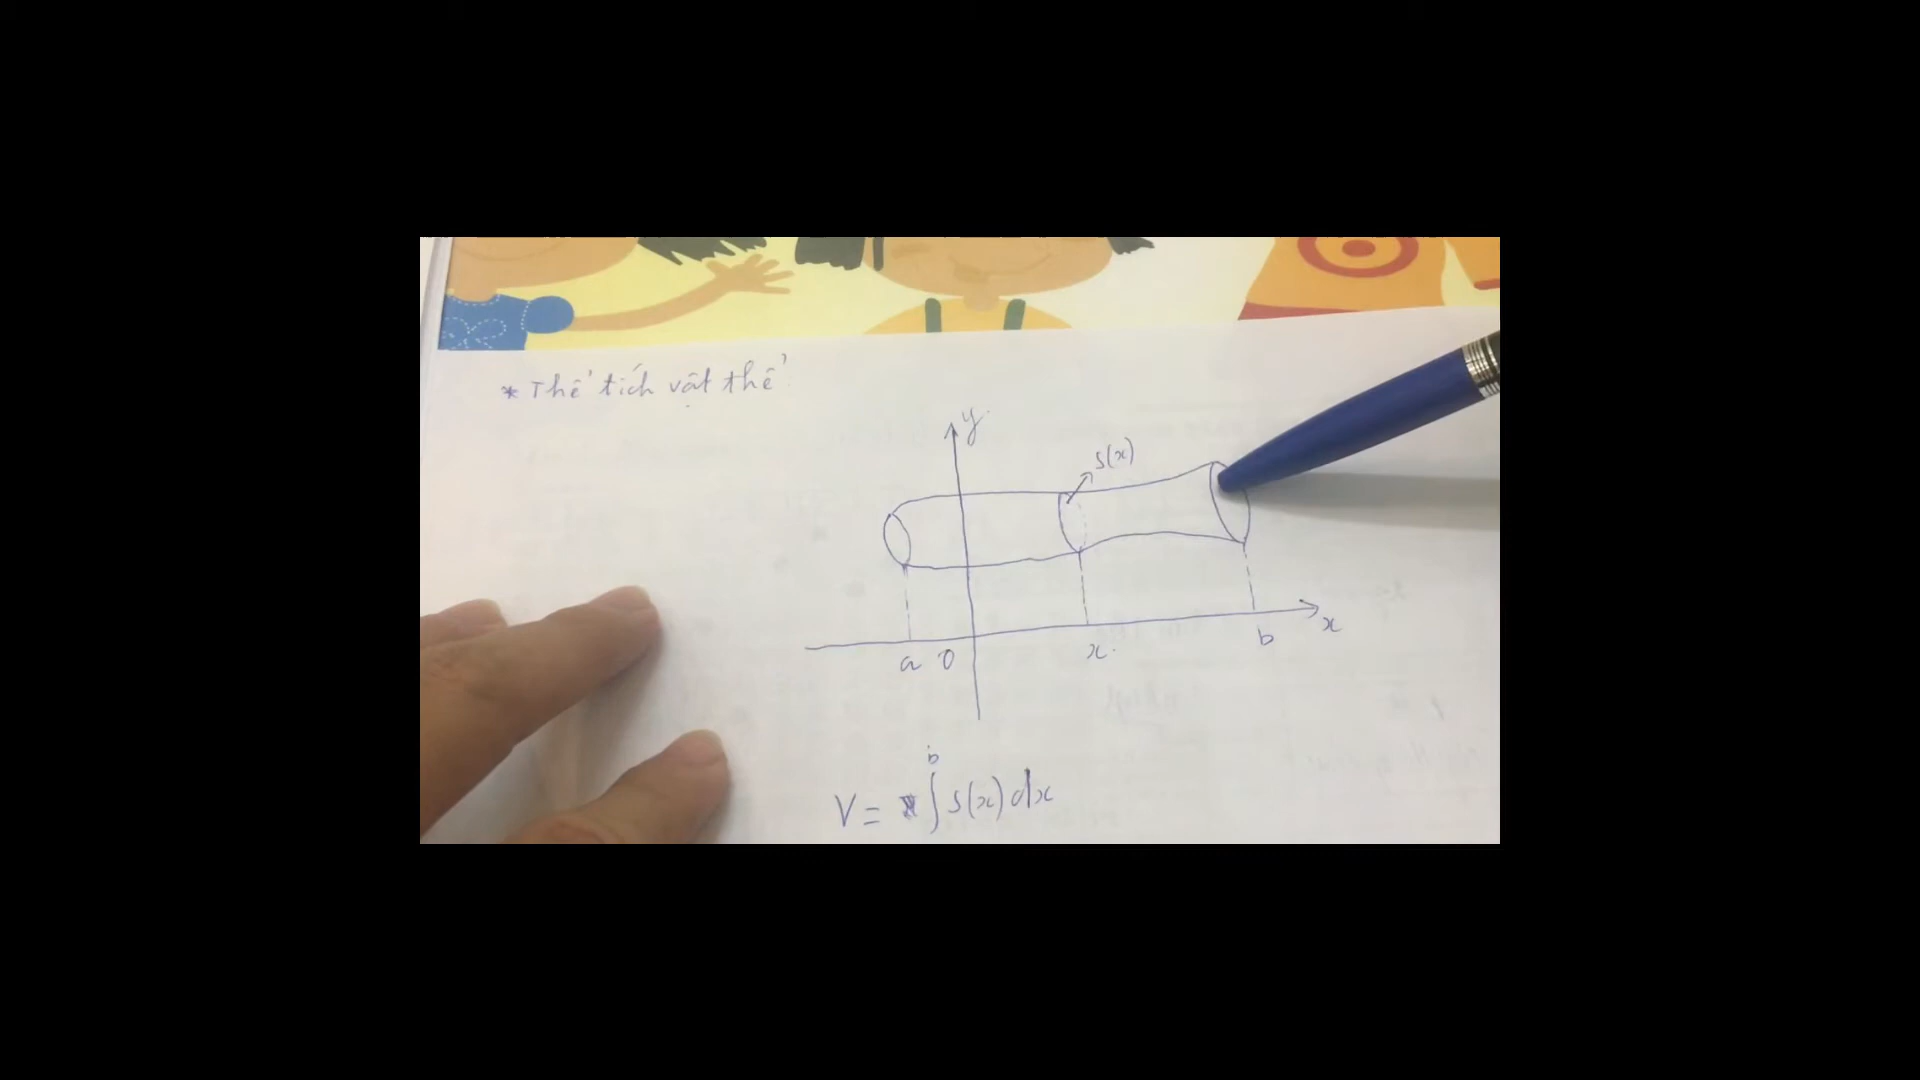 * Thể tích vật thể
y
S(x)
a 0 x b x
b
V = ∫ S(x) dx